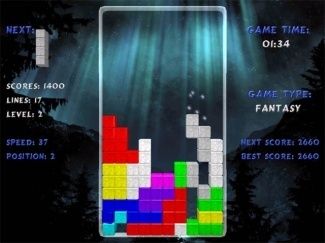 NEXT:
SCORES: 1400
LINES: 17
LEVEL: 2
SPEED: 37
POSITION: 2
GAME TIME:
01:34
GAME TYPE:
FANTASY
NEXT SCORE: 2660
BEST SCORE: 2660